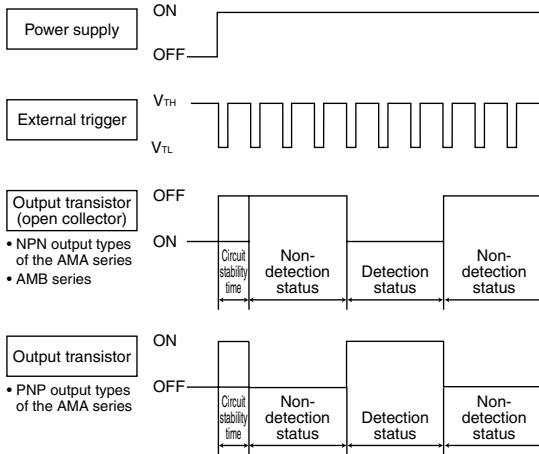 Power supply
ON
OFF
External trigger
VTH
VTL
Output transistor
(open collector)
• NPN output types
of the AMA series
• AMB series
OFF
ON
Circuit
stability
time
Non-
detection
status
Detection
status
Non-
detection
status
Output transistor
• PNP output types
of the AMA series
ON
OFF
Circuit
stability
time
Non-
detection
status
Detection
status
Non-
detection
status